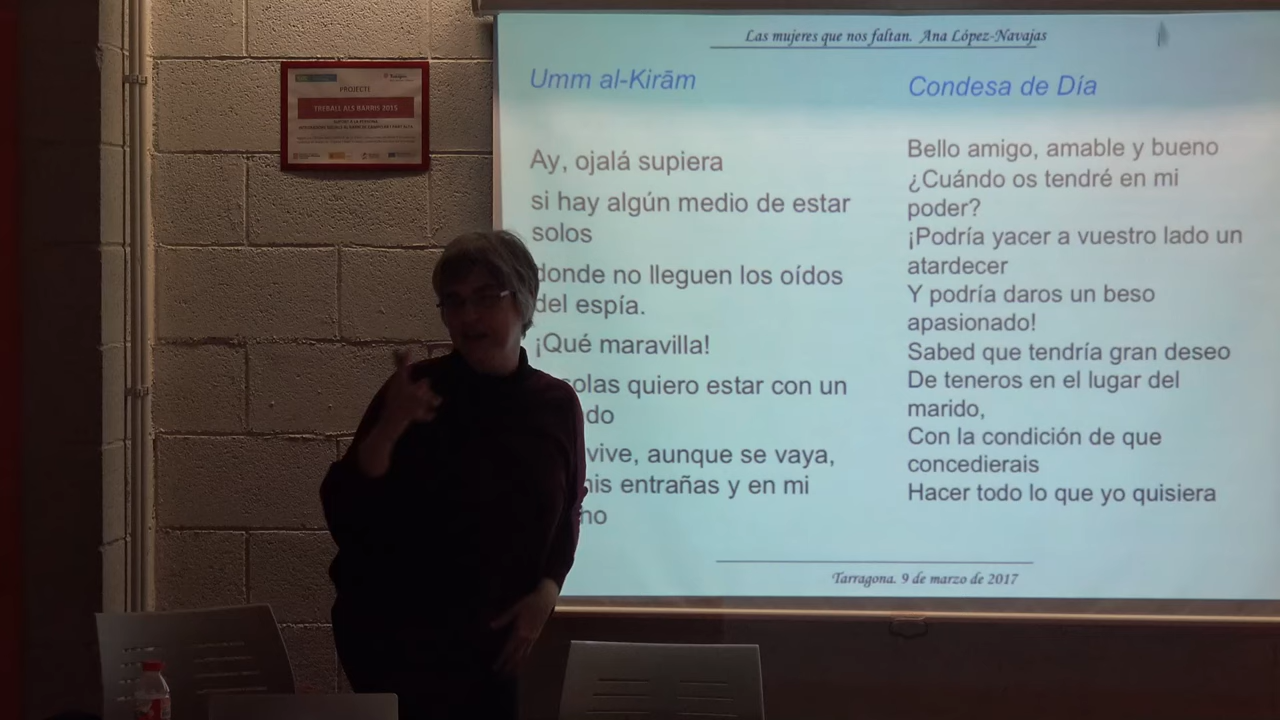 Las mujeres que nos faltan. Ana López-Navajas
Umm al-Kirām
Ay, ojalá supiera
si hay algún medio de estar
solos
donde no lleguen los oídos
del espía.
¡Qué maravilla!
solas quiero estar con un
do
vive, aunque se vaya,
mis entrañas y en mi
no
Condesa de Día
Bello amigo, amable y bueno
¿Cuándo os tendré en mi
poder?
¡Podría yacer a vuestro lado un
atardecer
Y podría daros un beso
apasionado!
Sabed que tendría gran deseo
De teneros en el lugar del
marido,
Con la condición de que
concedierais
Hacer todo lo que yo quisiera
Tarragona. 9 de marzo de 2017
PROJECTE
TREBALL ALS BARRIS 2015